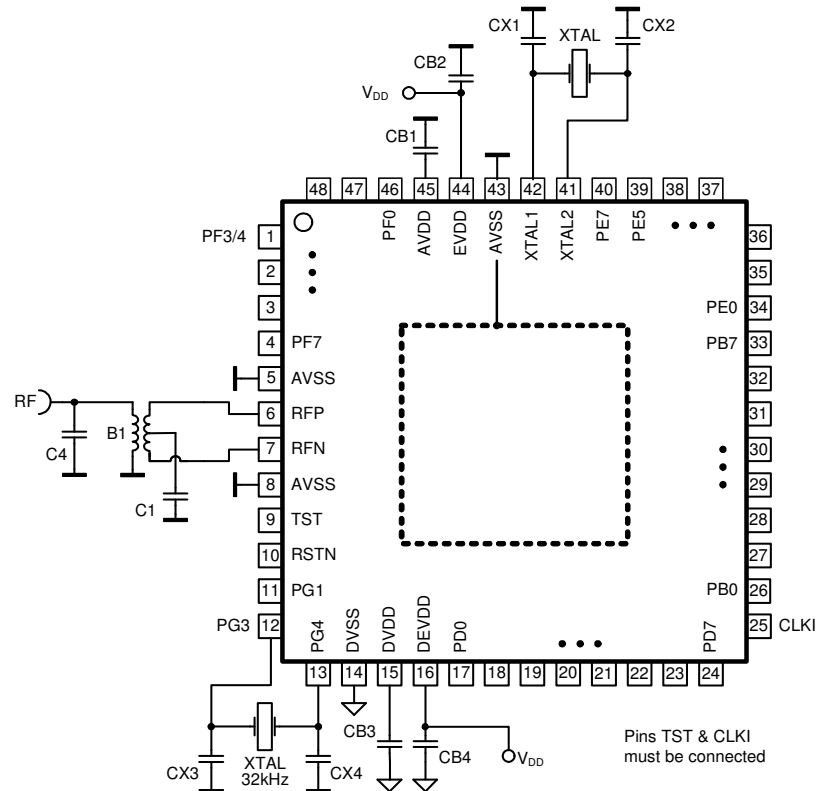 CX1
XTAL
CX2
CB2
VDD
CB1
48
47
46
45
44
43
42
41
40
39
38
37
PF0
AVDD
EVDD
AVSS
XTAL1
XTAL2
PE7
PE5
PF3/4
1
2
3
4
PF7
5
AVSS
RF
6
RFP
B1
7
RFN
C4
8
AVSS
C1
9
TST
10
RSTN
11
PG1
PG3
12
36
35
34
PE0
33
PB7
32
31
30
29
28
27
26
PB0
25
CLKI
PG4
DVSS
DVDD
DEVDD
PD0
PD7
13
14
15
16
17
18
19
20
21
22
23
24
CX3
XTAL
32kHz
CX4
CB3
CB4
VDD
Pins TST & CLKI
must be connected